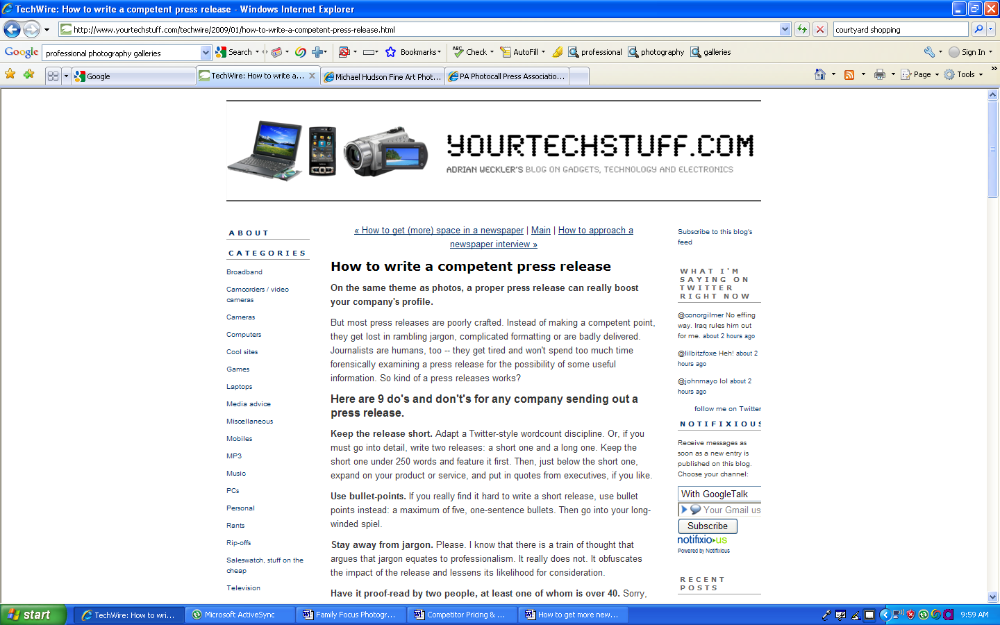 TechWire: How to write a competent press release - Windows Internet Explorer
http://www.yourtechstuff.com/techwire/2009/01/how-to-write-a-competent-press-release.html
courtyard shopping
Google
professional photography galleries
Search
Bookmarks
ABC
Check
AutoFill
professional
photography
galleries
Sign In
Google
TechWire: How to write a...
Michael Hudson Fine Art Phot...
PA Photocall Press Associatio...
Page
Tools
YOURTECHSTUFF.COM
ADRIAN WECKLER'S BLOG ON GADGETS, TECHNOLOGY AND ELECTRONICS
ABOUT
CATEGORIES
Broadband
Camcorders / video
cameras
Cameras
Computers
Cool sites
Games
Laptops
Media advice
Miscellaneous
Mobiles
MP3
Music
PCs
Personal
Rants
Rip-offs
Saleswatch, stuff on the
cheap
Television
« How to get (more) space in a newspaper | Main | How to approach a
newspaper interview »
How to write a competent press release
On the same theme as photos, a proper press release can really boost
your company's profile.
But most press releases are poorly crafted. Instead of making a competent point,
they get lost in rambling jargon, complicated formatting or are badly delivered.
Journalists are humans, too -- they get tired and won't spend too much time
forensically examining a press release for the possibility of some useful
information. So kind of a press releases works?
Here are 9 do's and don't's for any company sending out a
press release.
Keep the release short. Adapt a Twitter-style wordcount discipline. Or, if you
must go into detail, write two releases: a short one and a long one. Keep the
short one under 250 words and feature it first. Then, just below the short one,
expand on your product or service, and put in quotes from executives, if you like.
Use bullet-points. If you really find it hard to write a short release, use bullet
points instead: a maximum of five, one-sentence bullets. Then go into your long-
winded spiel.
Stay away from jargon. Please. I know that there is a train of thought that
argues that jargon equates to professionalism. It really does not. It obfuscates
the impact of the release and lessens its likelihood for consideration.
Have it proof-read by two people, at least one of whom is over 40. Sorry,
Subscribe to this blog's
feed
WHAT I'M
SAYING ON
TWITTER
RIGHT NOW
@conorgilmer No effing
way. Iraq rules him out
for me. about 2 hours ago
@lilbitzfoxe Heh! about 2
hours ago
@johnmayo lol about 2
hours ago
follow me on Twitter
NOTIFIXIOUS
Receive messages as
soon as a new entry is
published on this blog.
Choose your channel:
With GoogleTalk
Your Gmail us
Subscribe
notifixio▸us
Powered by Notifixious
RECENT
POSTS
start
TechWire: How to wri...
Microsoft ActiveSync
Family Focus Photogr...
Competitor Pricing & ...
How to get more new...
9:59 AM